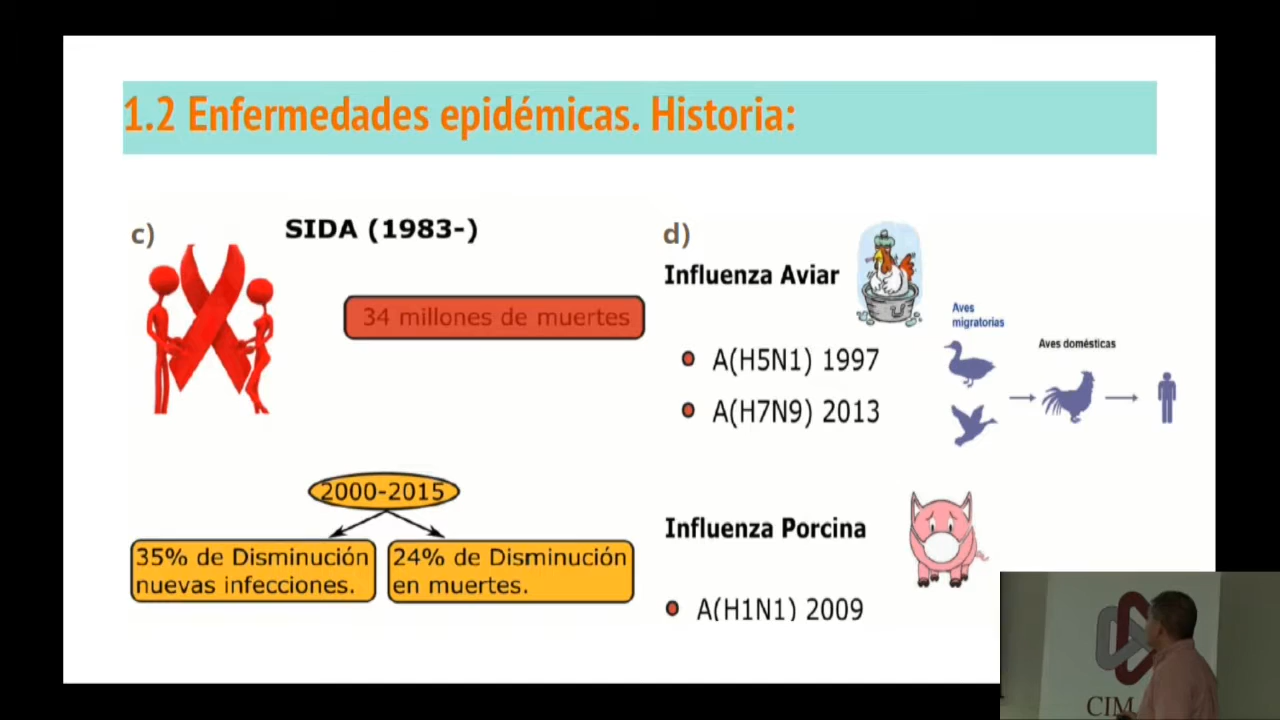 1.2 Enfermedades epidémicas. Historia:
c)
SIDA (1983-)
34 millones de muertes
2000-2015
35% de Disminución
nuevas infecciones.
24% de Disminución
en muertes.
d)
Influenza Aviar
A(H5N1) 1997
A(H7N9) 2013
Aves
migratorias
Aves domésticas
Influenza Porcina
A(H1N1) 2009
CIM